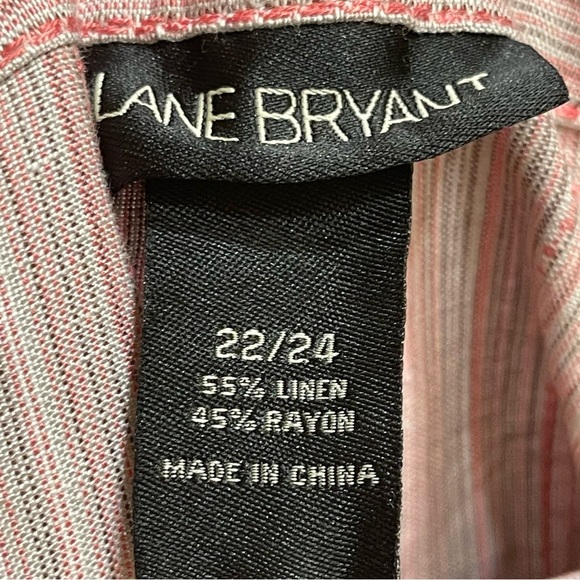 LANE BRYANT
22/24
55% LINEN
45% RAYON
MADE IN CHINA